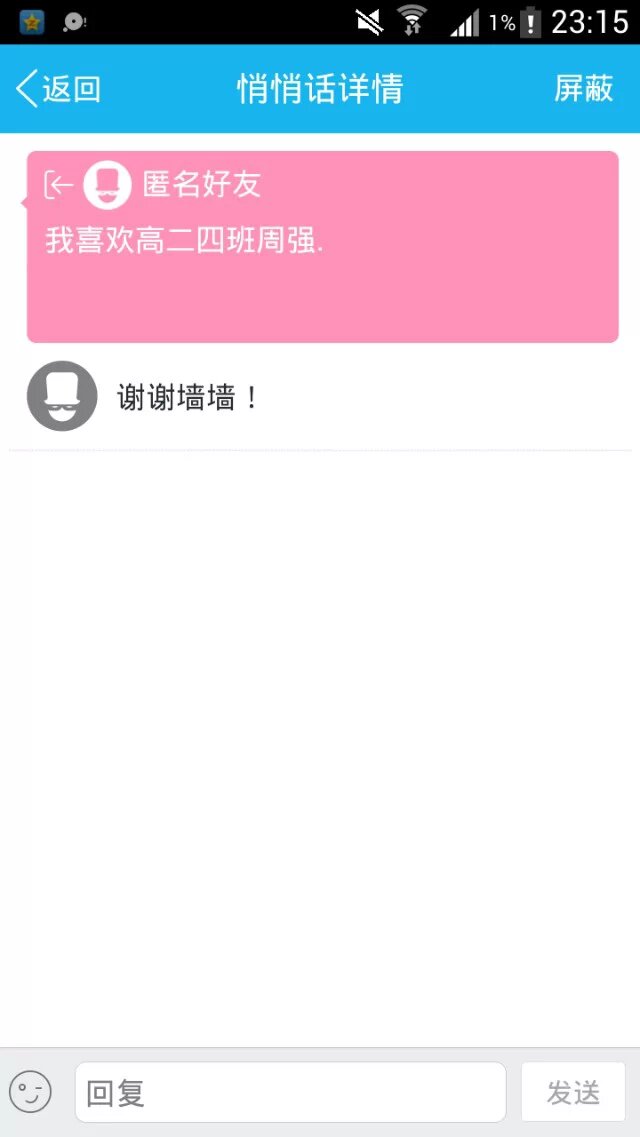 1% 23:15
返回 悄悄话详情 屏蔽
匿名好友
我喜欢高二四班周强.
谢谢墙墙！
回复 发送